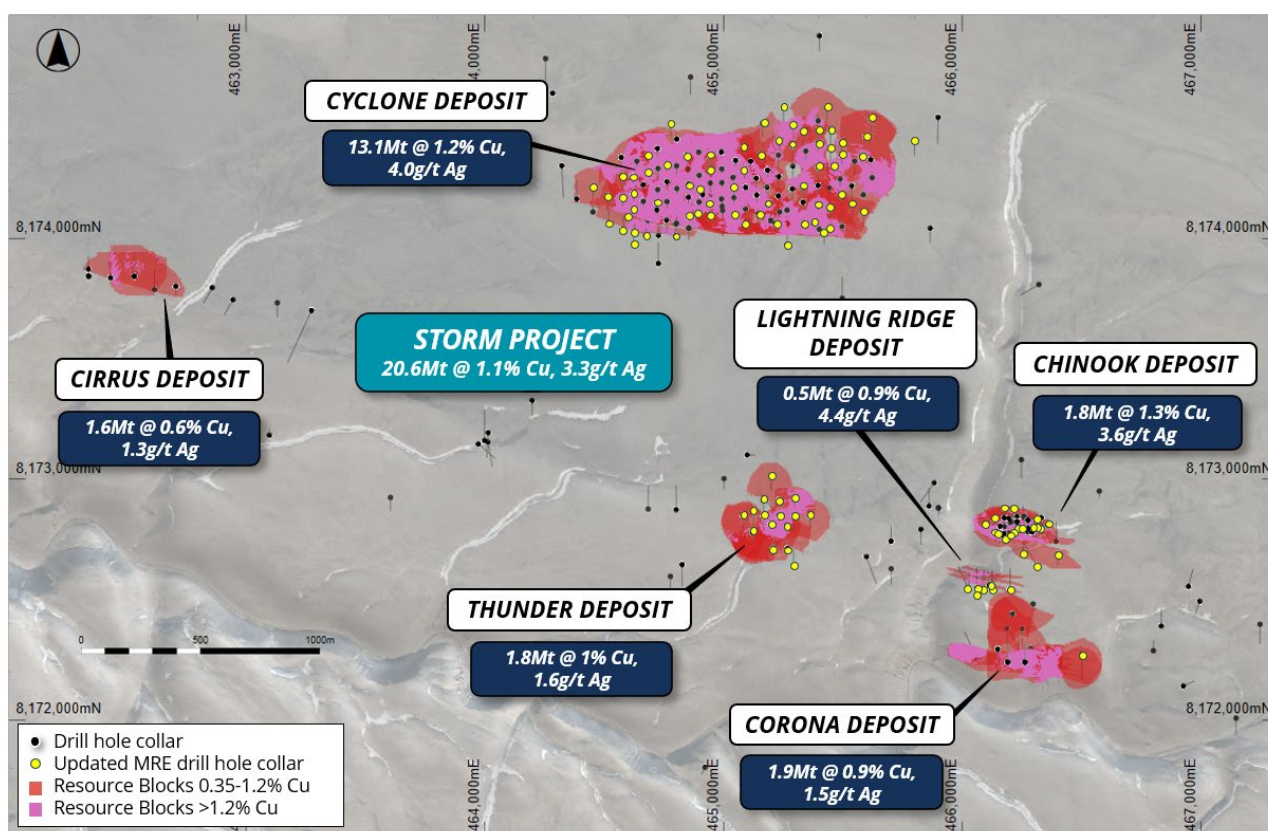 463,000mE
464,000mE
465,000mE
466,000mE
467,000mE
CYCLONE DEPOSIT
13.1Mt @ 1.2% Cu,
4.0g/t Ag
8,174,000mN
8,174,000mN
LIGHTNING RIDGE
DEPOSIT
0.5Mt @ 0.9% Cu,
4.4g/t Ag
STORM PROJECT
20.6Mt @ 1.1% Cu, 3.3g/t Ag
CHINOOK DEPOSIT
1.8Mt @ 1.3% Cu,
3.6g/t Ag
CIRRUS DEPOSIT
1.6Mt @ 0.6% Cu,
1.3g/t Ag
8,173,000mN
8,173,000mN
THUNDER DEPOSIT
1.8Mt @ 1% Cu,
1.6g/t Ag
0
500
1000m
8,172,000mN
CORONA DEPOSIT
1.9Mt @ 0.9% Cu,
1.5g/t Ag
Drill hole collar
Updated MRE drill hole collar
Resource Blocks 0.35-1.2% Cu
Resource Blocks >1.2% Cu
464,000mE
465,000mE
466,000mE
467,000mE